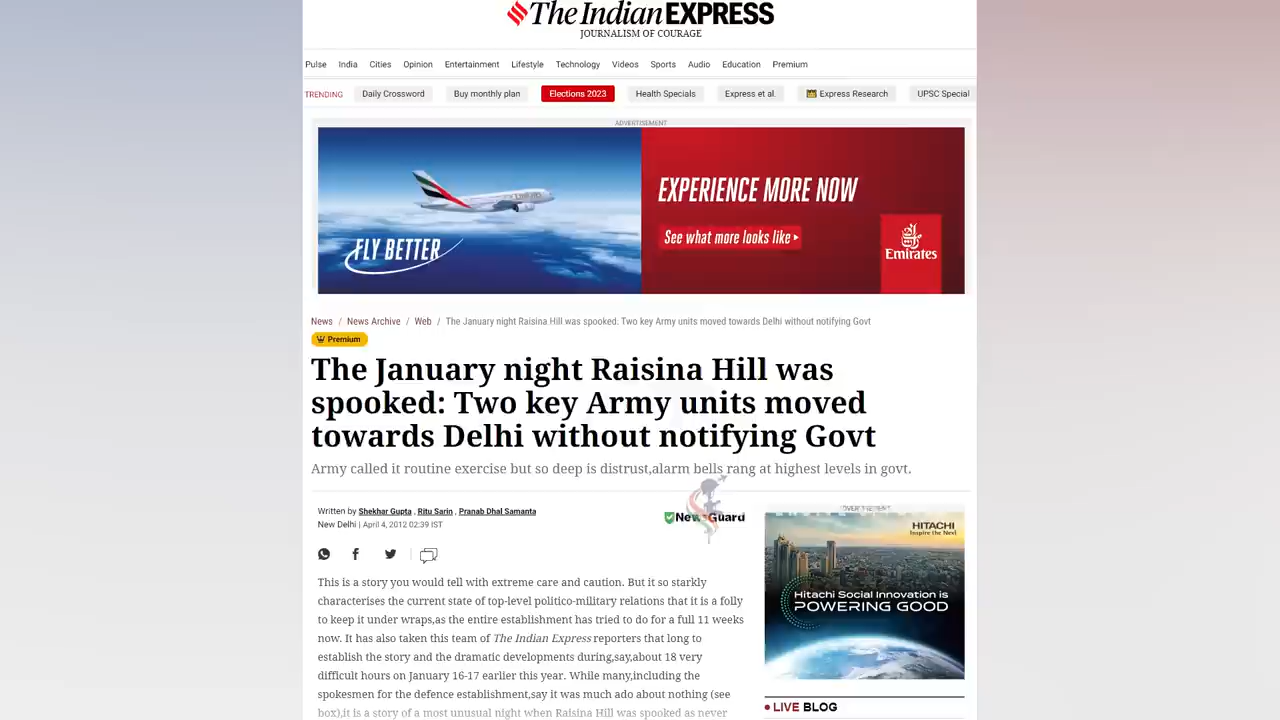 The Indian EXPRESS
JOURNALISM OF COURAGE
Pulse India Cities Opinion Entertainment Lifestyle Technology Videos Sports Audio Education Premium
TRENDING Daily Crossword Buy monthly plan Elections 2023 Health Specials Express et al. Express Research UPSC Special
ADVERTISEMENT
FLY BETTER
EXPERIENCE MORE NOW
See what more looks like
Emirates
News / News Archive / Web / The January night Raisina Hill was spooked: Two key Army units moved towards Delhi without notifying Govt
Premium
The January night Raisina Hill was
spooked: Two key Army units moved
towards Delhi without notifying Govt
Army called it routine exercise but so deep is distrust,alarm bells rang at highest levels in govt.
Written by Shekhar Gupta , Ritu Sarin , Pranab Dhal Samanta
New Delhi | April 4, 2012 02:39 IST
NewsGuard
This is a story you would tell with extreme care and caution. But it so starkly
characterises the current state of top-level politico-military relations that it is a folly
to keep it under wraps,as the entire establishment has tried to do for a full 11 weeks
now. It has also taken this team of The Indian Express reporters that long to
establish the story and the dramatic developments during,say,about 18 very
difficult hours on January 16-17 earlier this year. While many,including the
spokesmen for the defence establishment,say it was much ado about nothing (see
box),it is a story of a most unusual night when Raisina Hill was spooked as never
HITACHI
Inspire the Next
Hitachi Social Innovation is
POWERING GOOD
LIVE BLOG